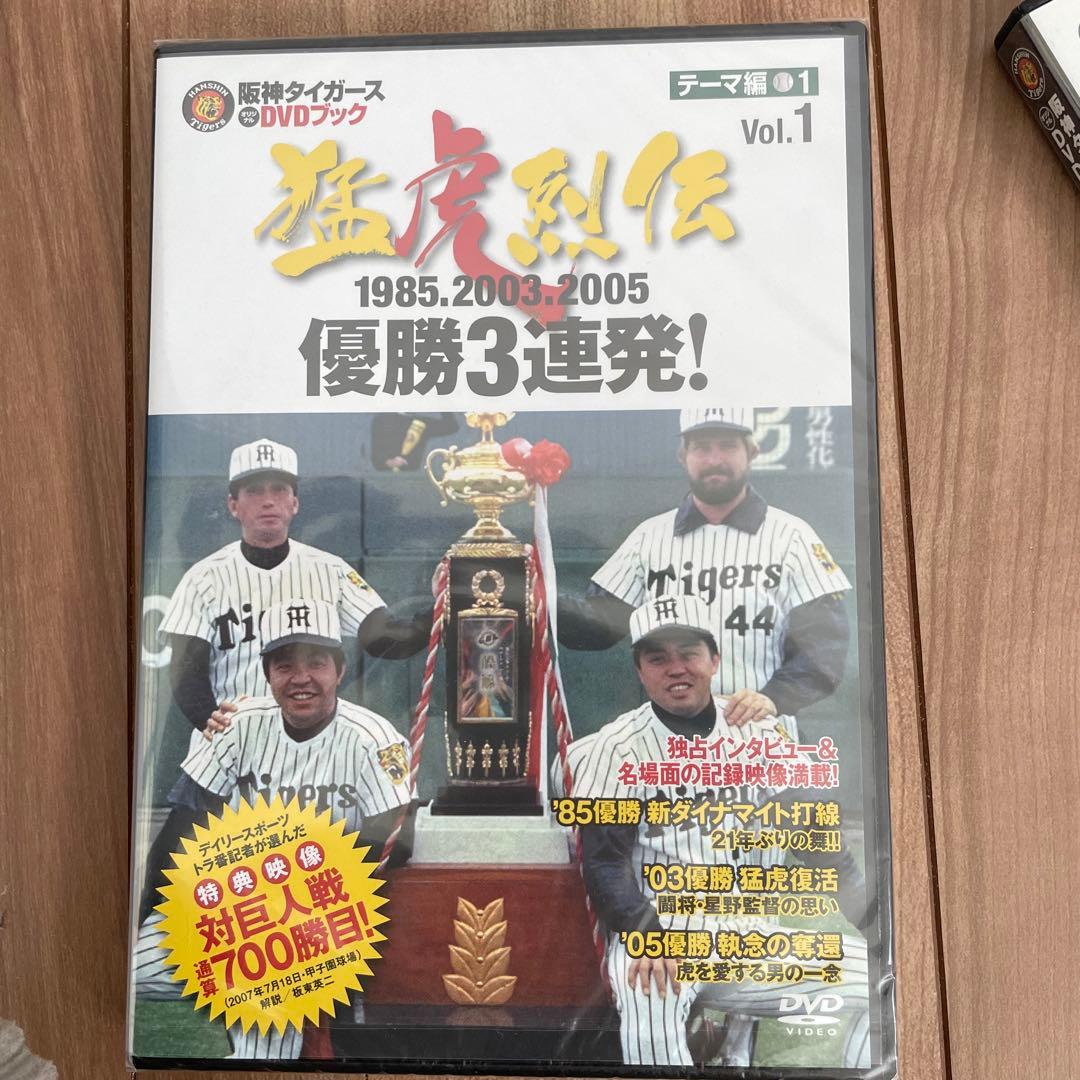 HANSHIN
Tigers
阪神タイガース
オリジナル DVDブック
テーマ編 1
Vol.1
猛虎烈伝
1985.2003.2005
優勝3連発!
HT
Tigers
44
HT
Tigers
優勝
独占インタビュー&
名場面の記録映像満載!
'85優勝 新ダイナマイト打線
21年ぶりの舞!!
'03優勝 猛虎復活
闘将・星野監督の思い
'05優勝 執念の奪還
虎を愛する男の一念
デイリースポーツ
トラ番記者が選んだ
特典映像
対巨人戦
通算700勝目!
(2007年7月18日・甲子園球場)
解説/板東英二
DVD
VIDEO